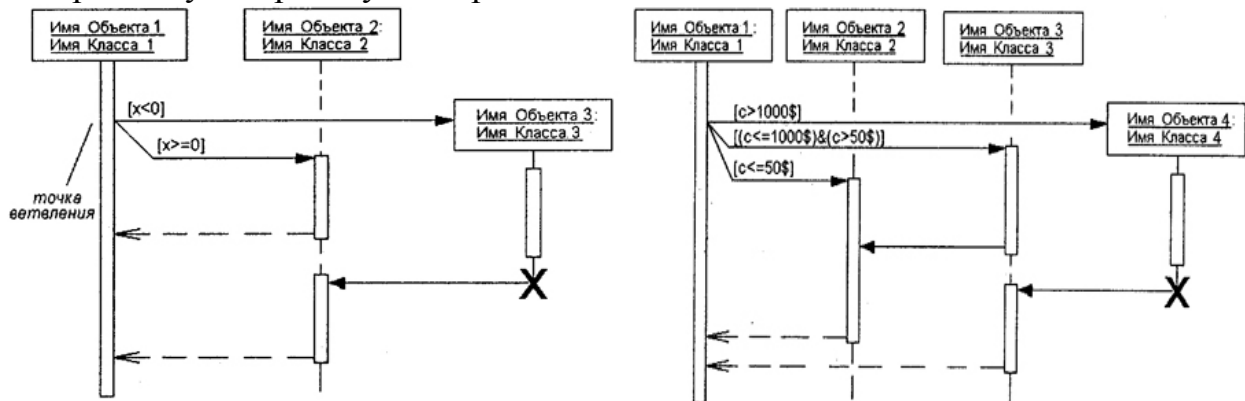 Имя Объекта 1:
Имя Класса 1
Имя Объекта 2:
Имя Класса 2
[x<0]
Имя Объекта 3:
Имя Класса 3
[x>=0]
точка
ветвления
Имя Объекта 1:
Имя Класса 1
Имя Объекта 2
Имя Класса 2
Имя Объекта 3
Имя Класса 3
[c>1000$]
Имя Объекта 4:
Имя Класса 4
[(c<=1000$)&(c>50$)]
[c<=50$]